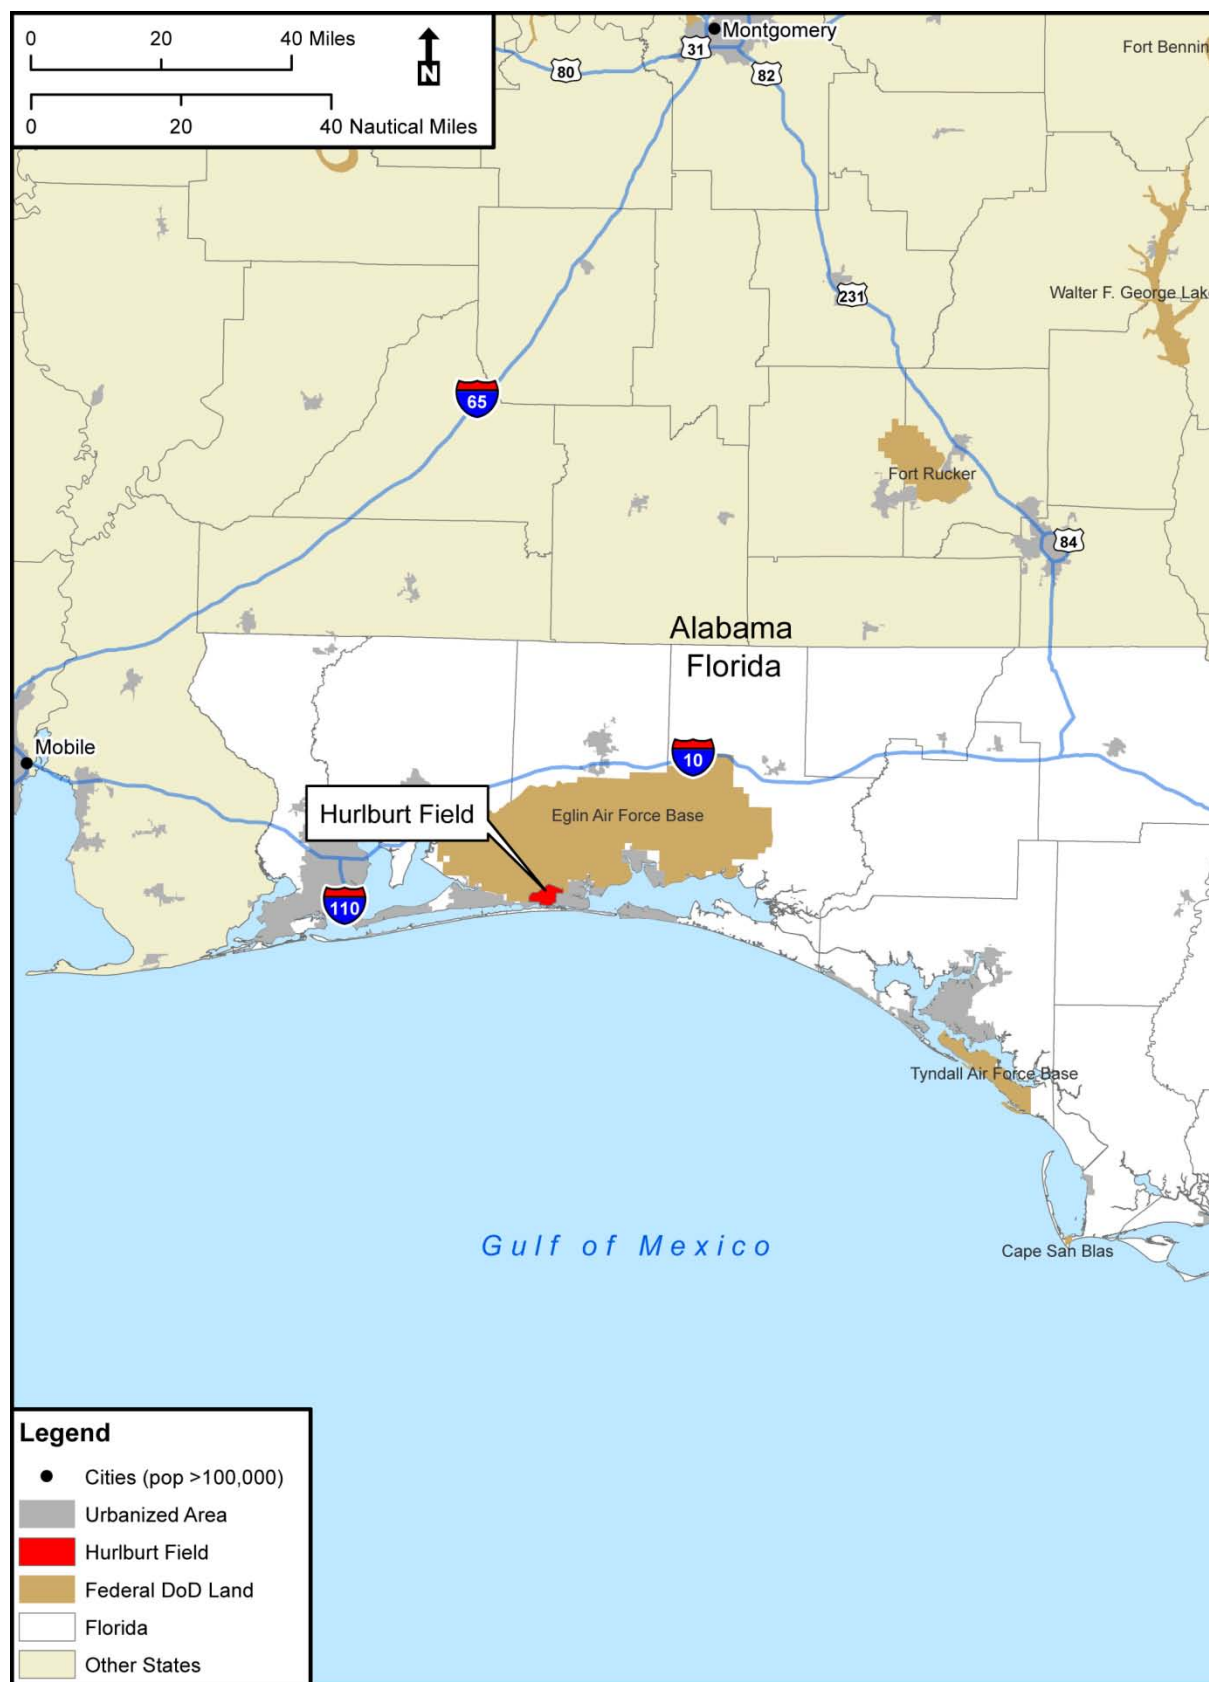 0 20 40 Miles
N
0 20 40 Nautical Miles
Montgomery
31
80
82
Fort Bennin
231
Walter F. George Lake
65
Fort Rucker
84
Alabama
Florida
Mobile
10
Hurlburt Field
Eglin Air Force Base
110
Tyndall Air Force Base
Gulf of Mexico
Cape San Blas
Legend
Cities (pop >100,000)
Urbanized Area
Hurlburt Field
Federal DoD Land
Florida
Other States